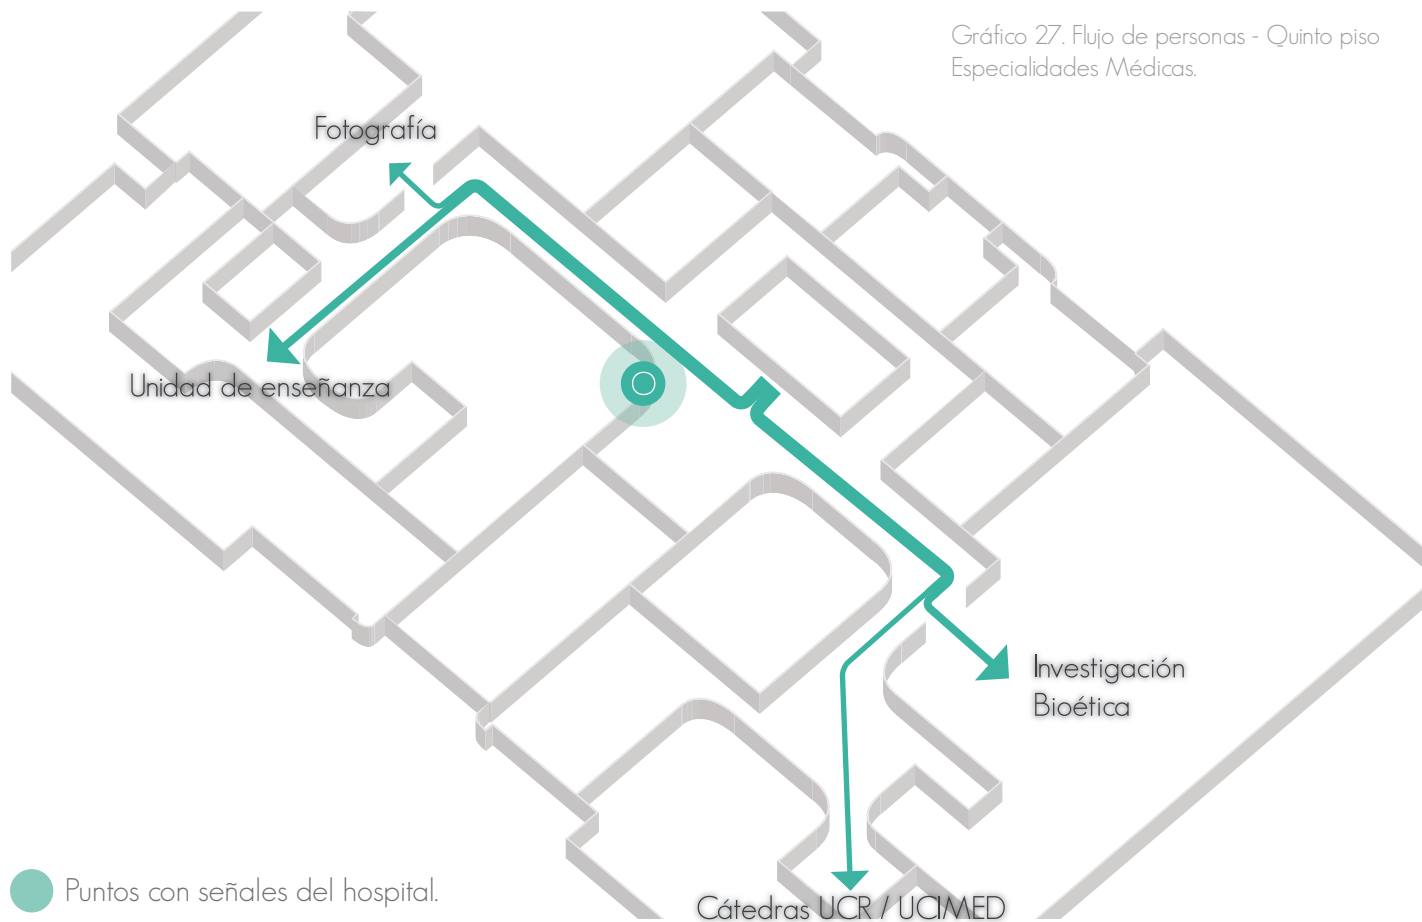 Gráfico 27. Flujo de personas - Quinto piso
Especialidades Médicas.
Fotografía
Unidad de enseñanza
Investigación
Bioética
Puntos con señales del hospital.
Cátedras UCR / UCIMED